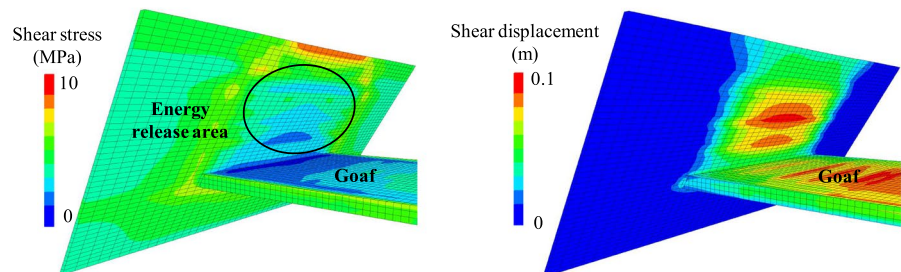 Shear stress
(MPa)
10
0
Energy
release area
Goaf
Shear displacement
(m)
0.1
0
Goaf